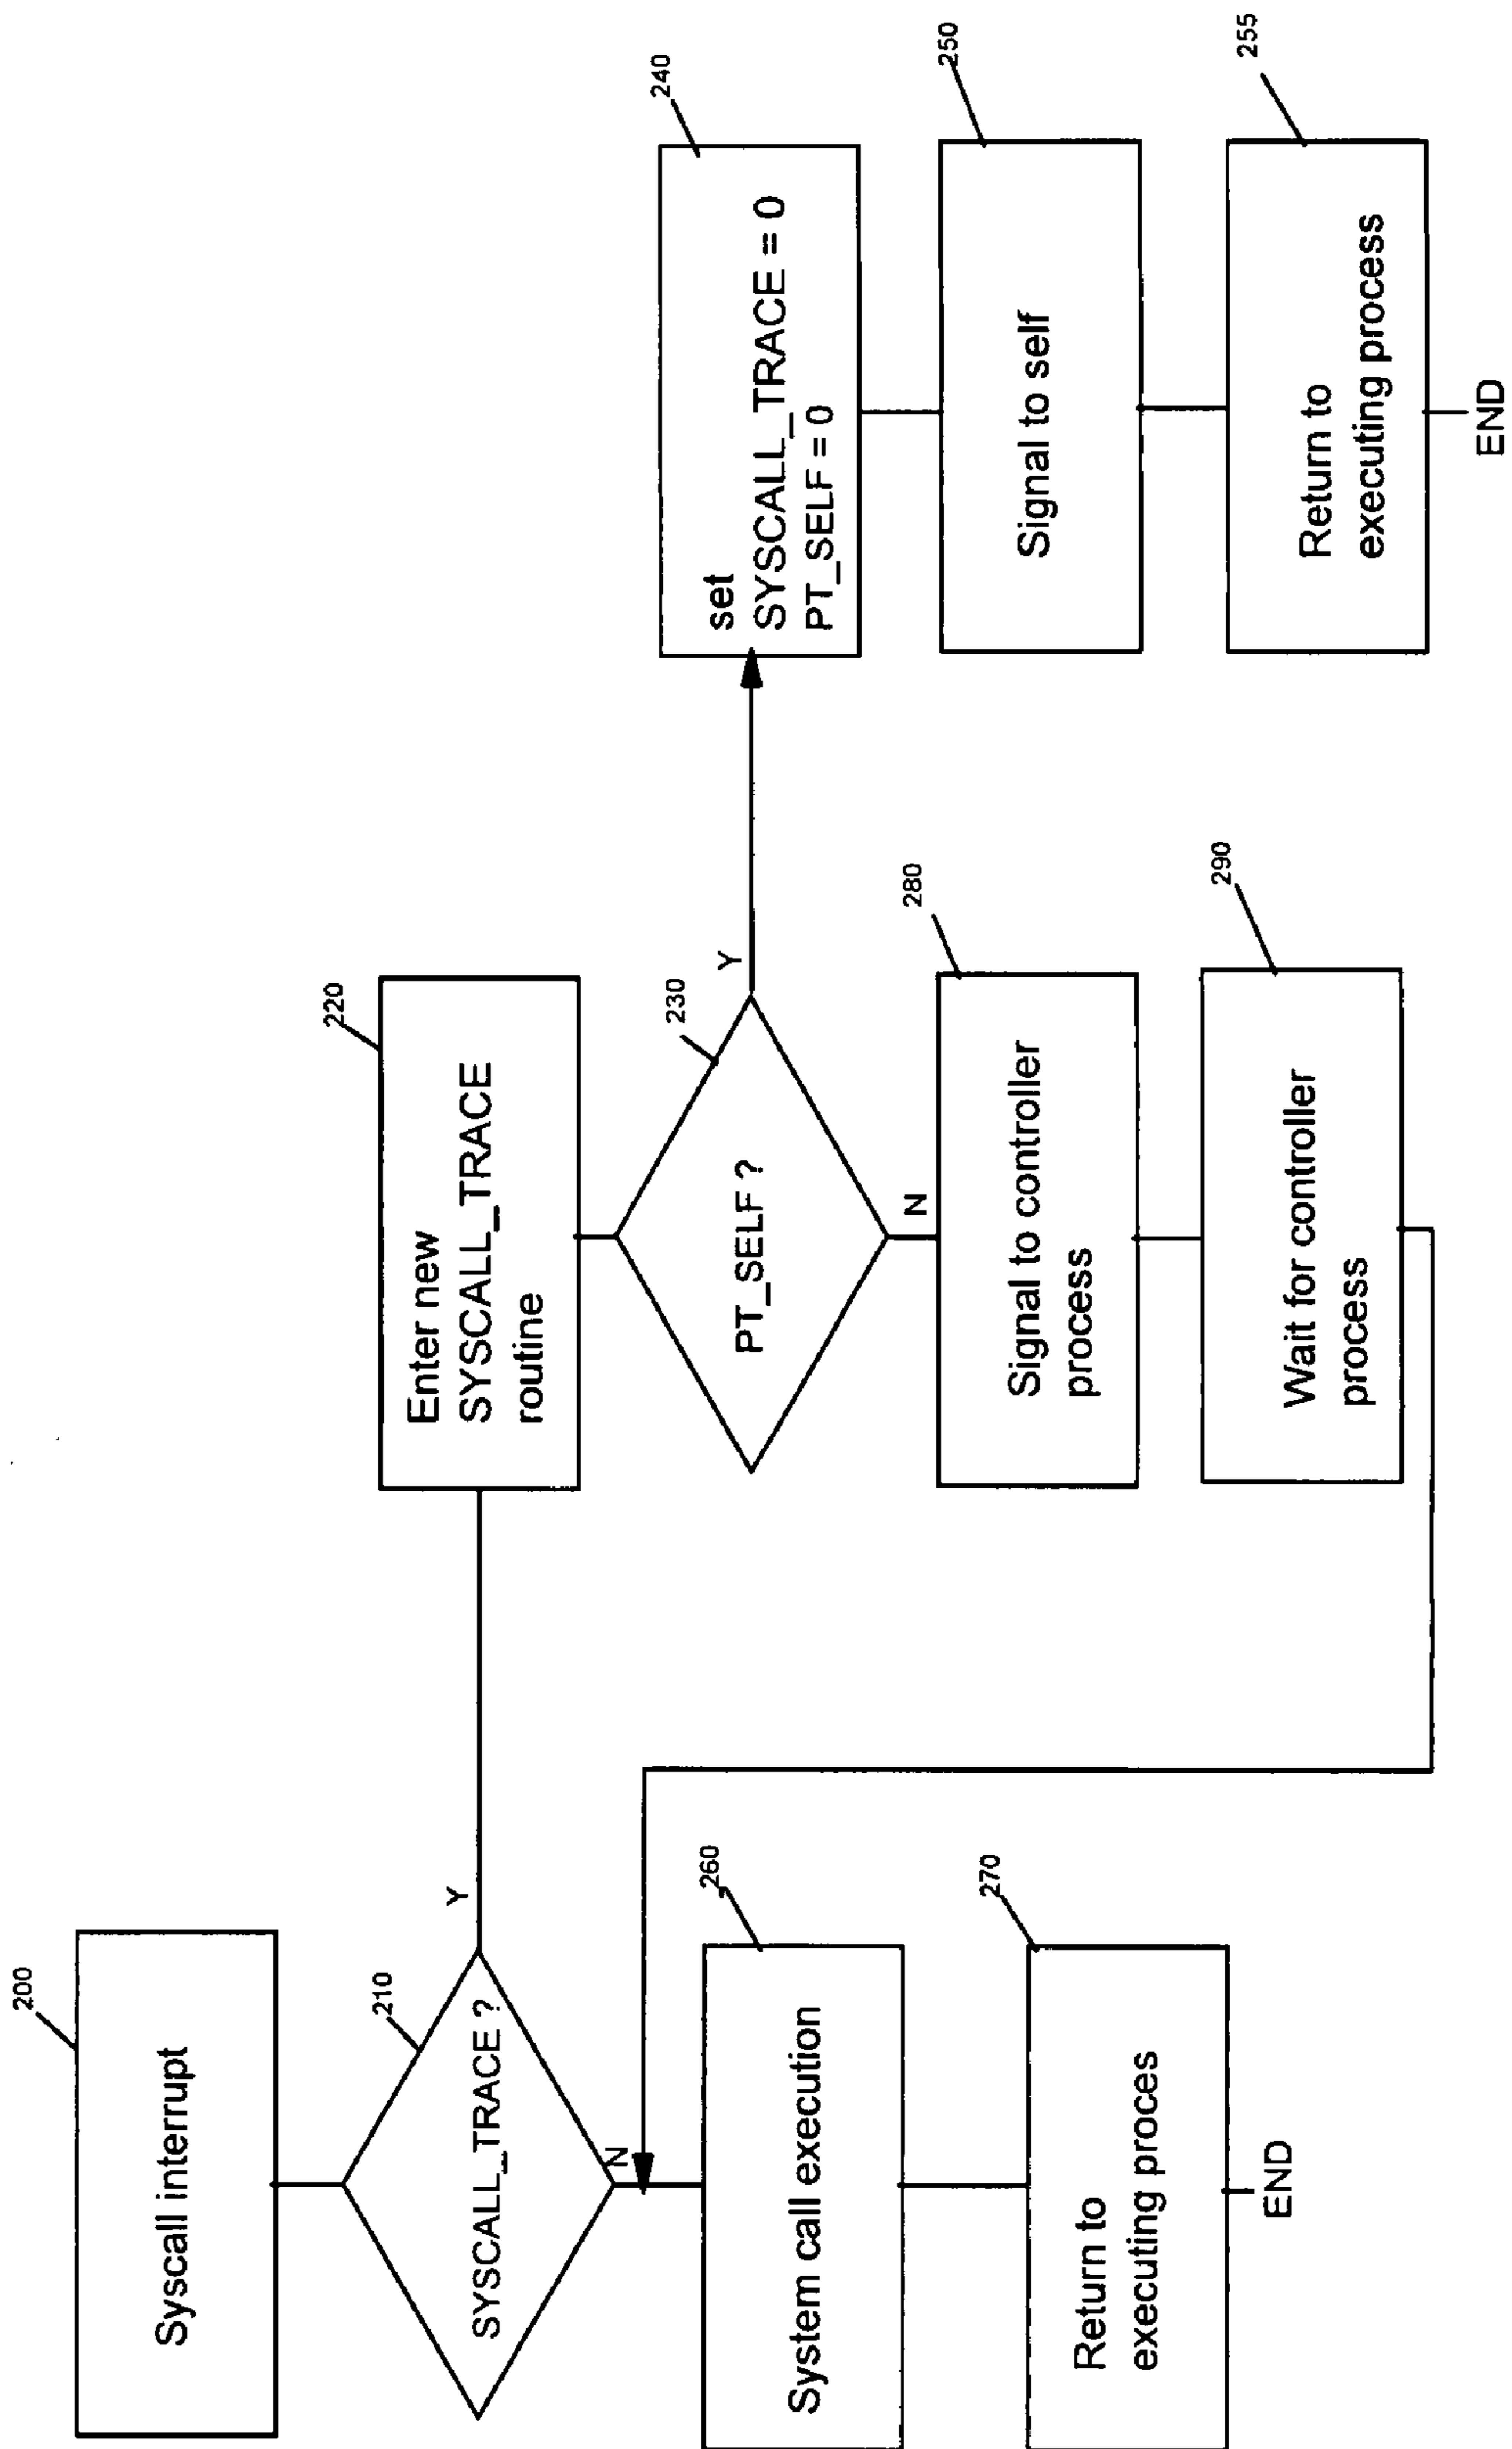 200
Syscall interrupt
210
SYSCALL_TRACE ?
Y
N
260
System call execution
270
Return to
executing proces
END
220
Enter new
SYSCALL_TRACE
routine
230
PT_SELF ?
Y
N
280
Signal to controller
process
290
Wait for controller
process
240
set
SYSCALL_TRACE = 0
PT_SELF = 0
250
Signal to self
255
Return to
executing process
END